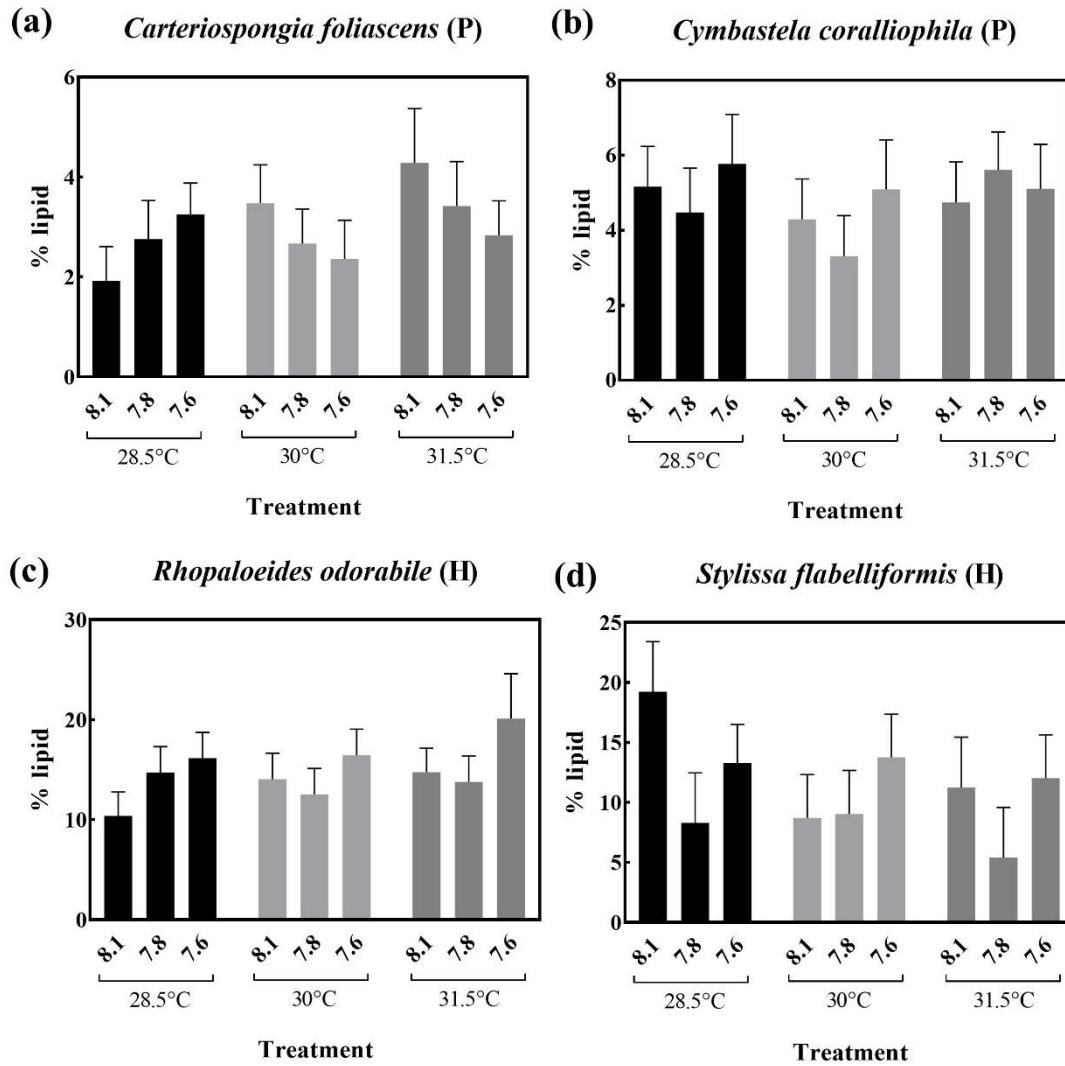 (a) Carteriospongia foliascens (P)
% lipid
6
4
2
0
8.1 7.8 7.6 8.1 7.8 7.6 8.1 7.8 7.6
28.5°C 30°C 31.5°C
Treatment
(b) Cymbastela coralliophila (P)
% lipid
8
6
4
2
0
8.1 7.8 7.6 8.1 7.8 7.6 8.1 7.8 7.6
28.5°C 30°C 31.5°C
Treatment
(c) Rhopaloeides odorabile (H)
% lipid
30
20
10
0
8.1 7.8 7.6 8.1 7.8 7.6 8.1 7.8 7.6
28.5°C 30°C 31.5°C
Treatment
(d) Stylissa flabelliformis (H)
% lipid
25
20
15
10
5
0
8.1 7.8 7.6 8.1 7.8 7.6 8.1 7.8 7.6
28.5°C 30°C 31.5°C
Treatment